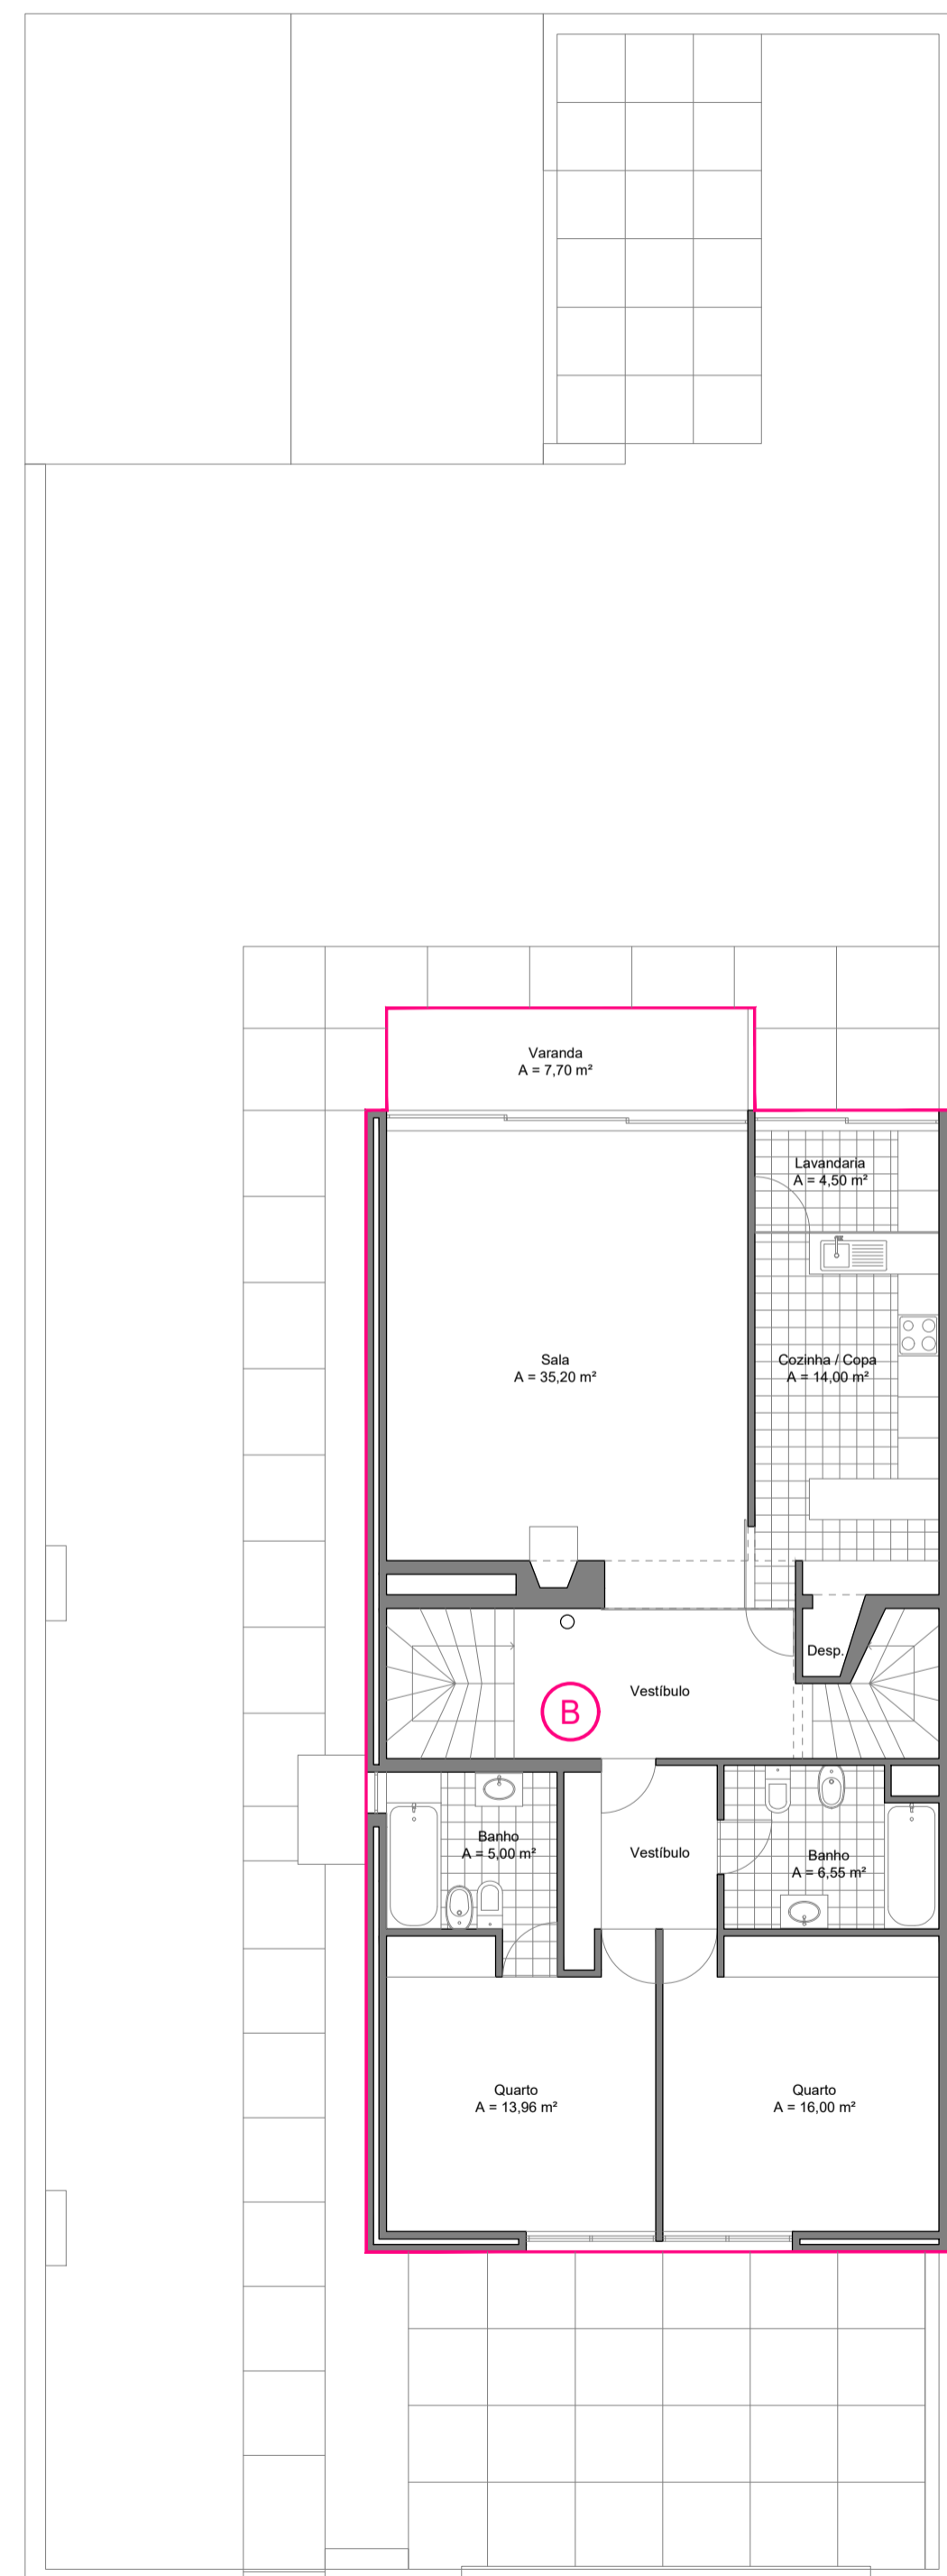 Varanda
A = 7,70 m²
Lavandaria
A = 4,50 m²
Sala
A = 35,20 m²
Cozinha / Copa
A = 14,00 m²
Desp.
Vestíbulo
B
Banho
A = 5,00 m²
Vestíbulo
Banho
A = 6,55 m²
Quarto
A = 13,96 m²
Quarto
A = 16,00 m²